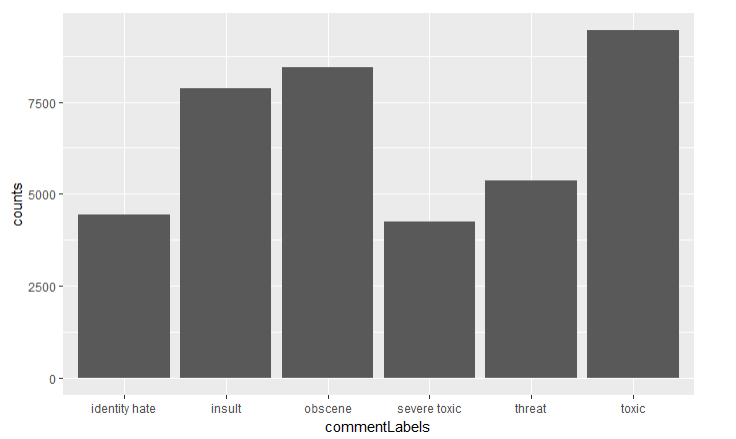 counts
7500
5000
2500
0
identity hate insult obscene severe toxic threat toxic
commentLabels